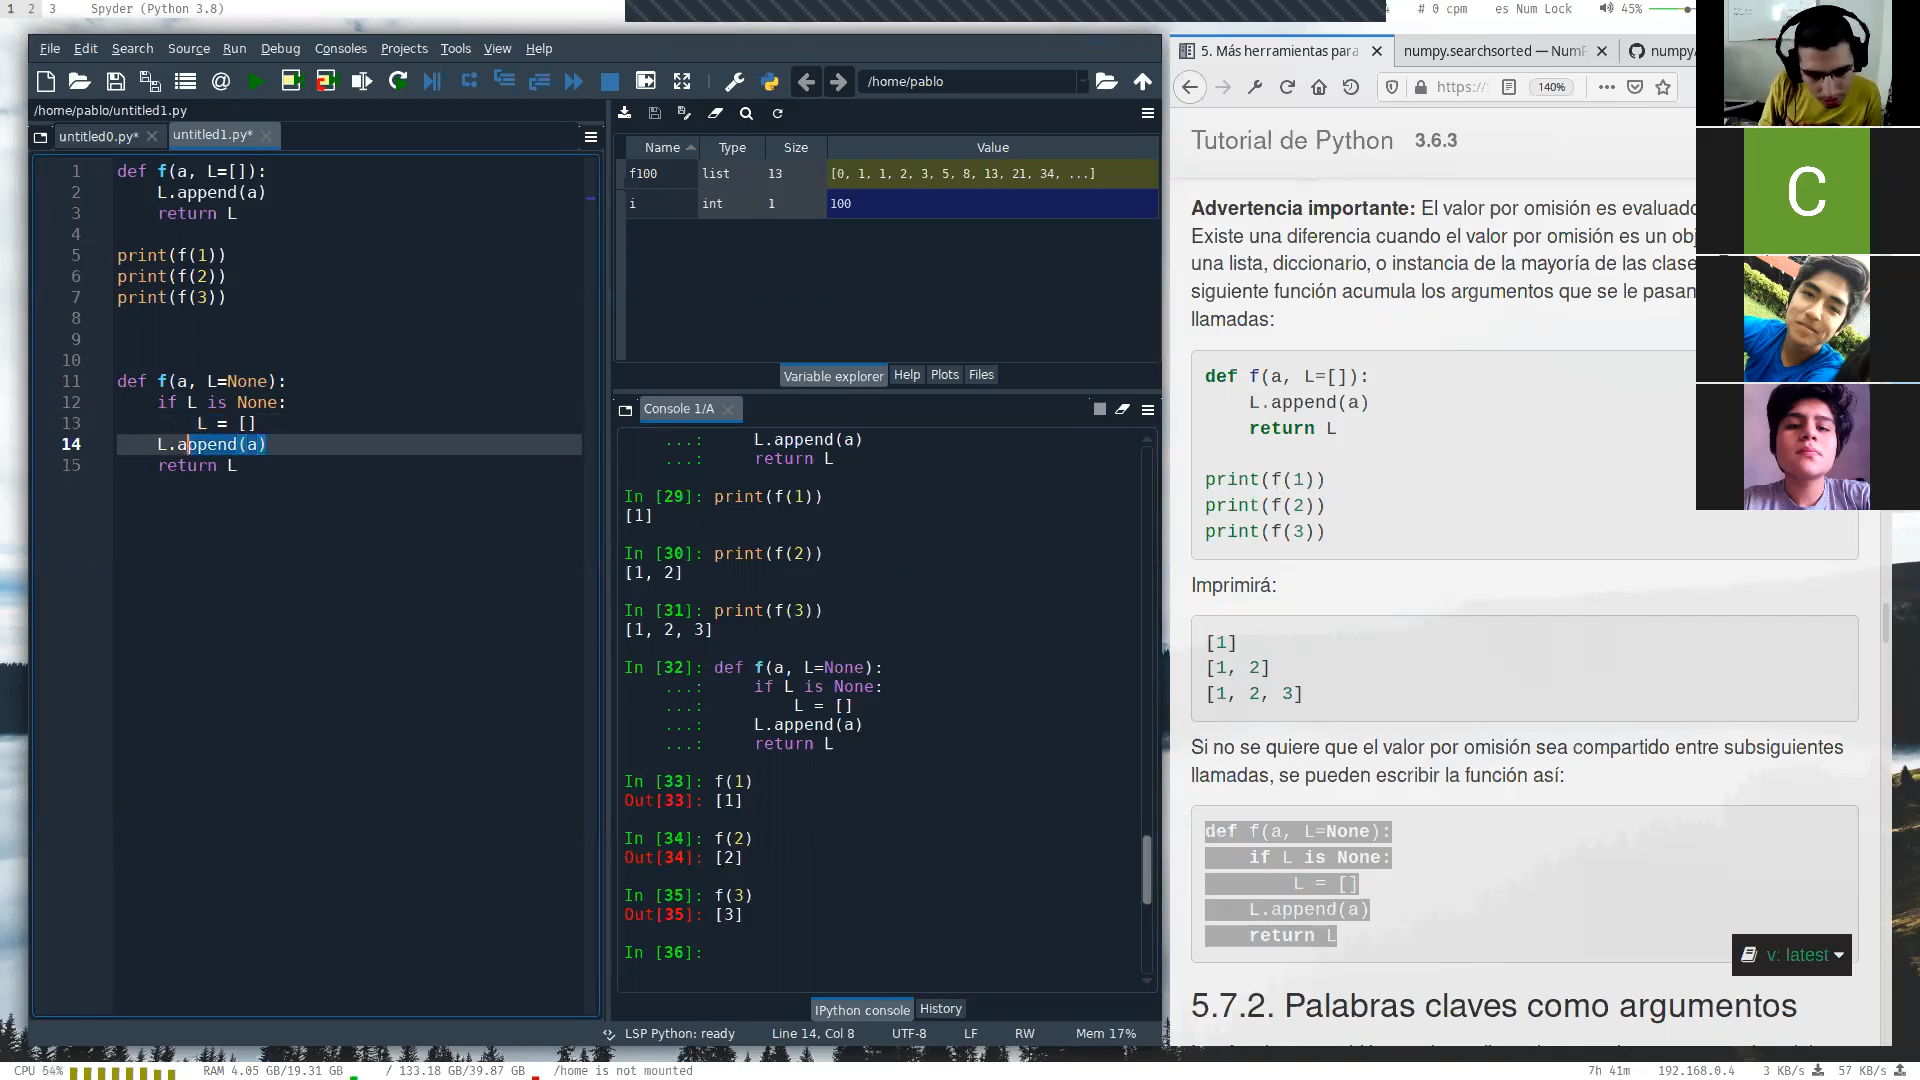 1 2 3 Spyder (Python 3.8)
# 0 cpm es Num Lock 45%
File Edit Search Source Run Debug Consoles Projects Tools View Help
/home/pablo
/home/pablo/untitled1.py
untitled0.py* untitled1.py*
1 def f(a, L=[]):
2 L.append(a)
3 return L
4
5 print(f(1))
6 print(f(2))
7 print(f(3))
8
9
10
11 def f(a, L=None):
12 if L is None:
13 L = []
14 L.append(a)
15 return L
Name Type Size Value
f100 list 13 [0, 1, 1, 2, 3, 5, 8, 13, 21, 34, ...]
i int 1 100
Variable explorer Help Plots Files
Console 1/A
...: L.append(a)
...: return L
In [29]: print(f(1))
[1]
In [30]: print(f(2))
[1, 2]
In [31]: print(f(3))
[1, 2, 3]
In [32]: def f(a, L=None):
...: if L is None:
...: L = []
...: L.append(a)
...: return L
In [33]: f(1)
Out[33]: [1]
In [34]: f(2)
Out[34]: [2]
In [35]: f(3)
Out[35]: [3]
In [36]:
IPython console History
LSP Python: ready Line 14, Col 8 UTF-8 LF RW Mem 17%
5. Más herramientas para numpy.searchsorted — Num numpy
https:/ 140%
Tutorial de Python 3.6.3
Advertencia importante: El valor por omisión es evaluado
Existe una diferencia cuando el valor por omisión es un
una lista, diccionario, o instancia de la mayoría de las
siguiente función acumula los argumentos que se le pasan
llamadas:
def f(a, L=[]):
L.append(a)
return L
print(f(1))
print(f(2))
print(f(3))
Imprimirá:
[1]
[1, 2]
[1, 2, 3]
Si no se quiere que el valor por omisión sea compartido entre subsiguientes
llamadas, se pueden escribir la función así:
def f(a, L=None):
if L is None:
L = []
L.append(a)
return L
v: latest
5.7.2. Palabras claves como argumentos
C
CPU 54% RAM 4.05 GB/19.31 GB / 133.18 GB/39.87 GB /home is not mounted
7h 41m 192.168.0.4 3 KB/s 57 KB/s